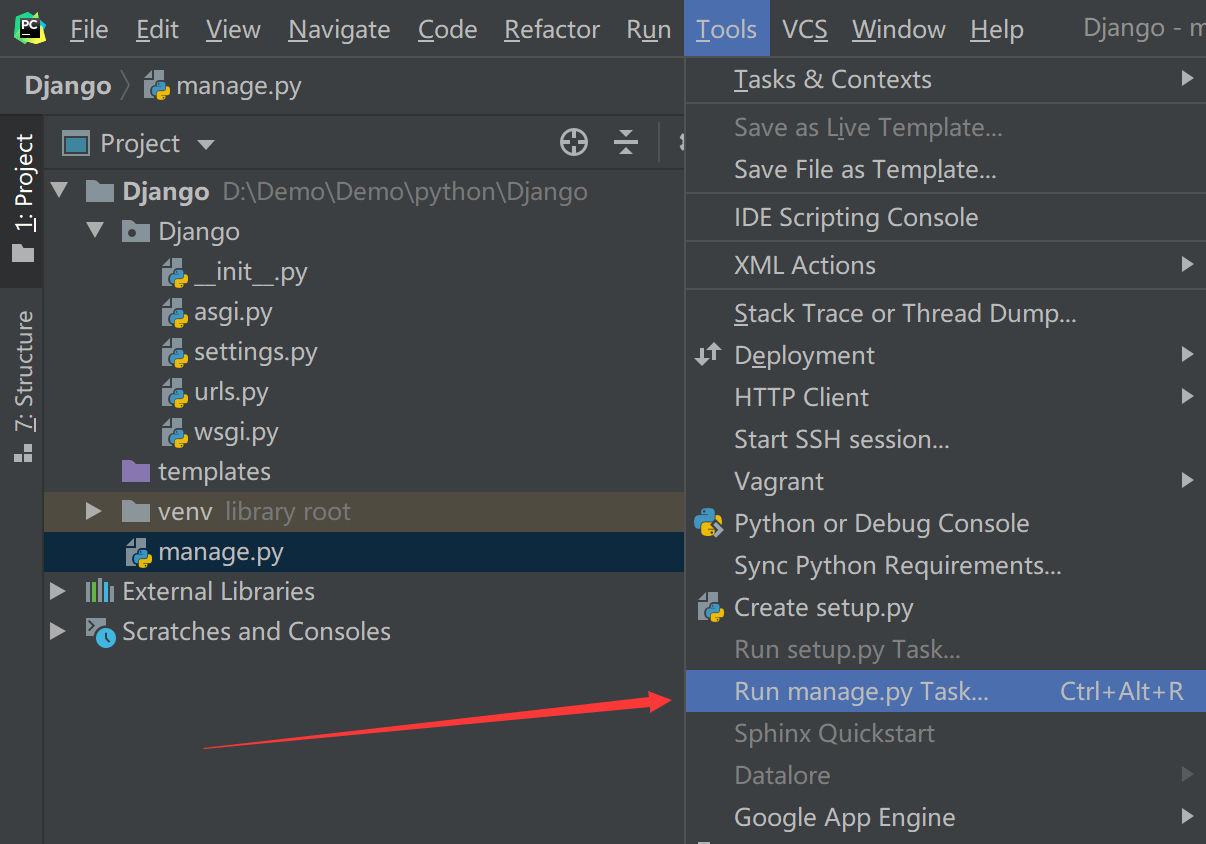 PC
File Edit View Navigate Code Refactor Run Tools VCS Window Help Django - m
Django manage.py
1: Project
7: Structure
Project
Django D:\Demo\Demo\python\Django
Django
__init__.py
asgi.py
settings.py
urls.py
wsgi.py
templates
venv library root
manage.py
External Libraries
Scratches and Consoles
Tasks & Contexts
Save as Live Template...
Save File as Template...
IDE Scripting Console
XML Actions
Stack Trace or Thread Dump...
Deployment
HTTP Client
Start SSH session...
Vagrant
Python or Debug Console
Sync Python Requirements...
Create setup.py
Run setup.py Task...
Run manage.py Task... Ctrl+Alt+R
Sphinx Quickstart
Datalore
Google App Engine